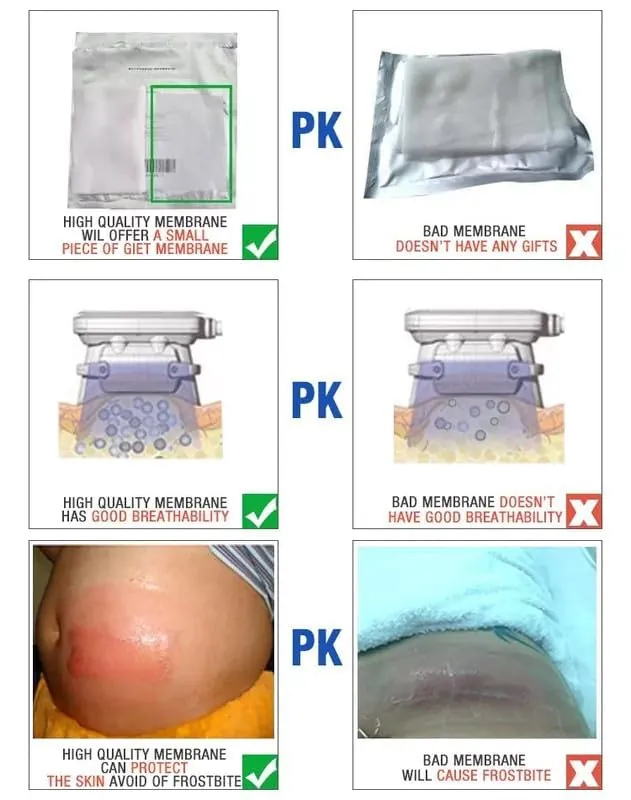 PK
HIGH QUALITY MEMBRANE
WIL OFFER A SMALL
PIECE OF GIET MEMBRANE
BAD MEMBRANE
DOESN'T HAVE ANY GIFTS
PK
HIGH QUALITY MEMBRANE
HAS GOOD BREATHABILITY
BAD MEMBRANE DOESN'T
HAVE GOOD BREATHABILITY
PK
HIGH QUALITY MEMBRANE
CAN PROTECT
THE SKIN AVOID OF FROSTBITE
BAD MEMBRANE
WILL CAUSE FROSTBITE